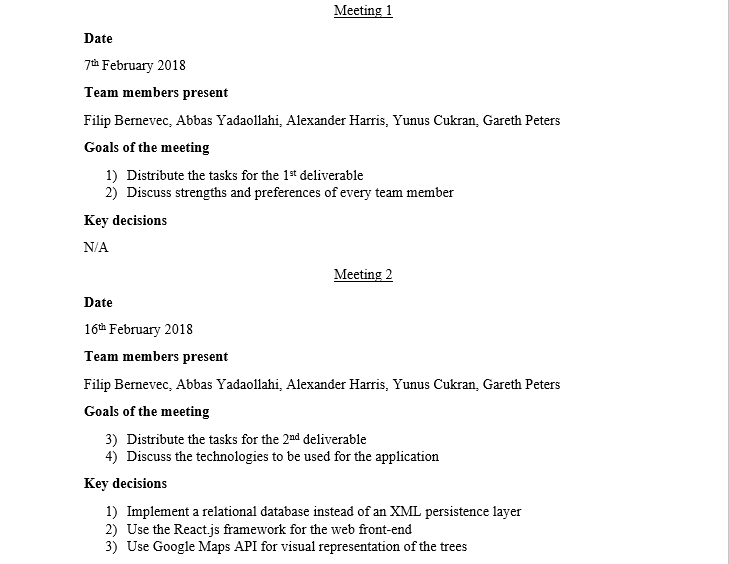 Meeting 1
Date
7th February 2018
Team members present
Filip Bernevec, Abbas Yadaollahi, Alexander Harris, Yunus Cukran, Gareth Peters
Goals of the meeting
1) Distribute the tasks for the 1st deliverable
2) Discuss strengths and preferences of every team member
Key decisions
N/A
Meeting 2
Date
16th February 2018
Team members present
Filip Bernevec, Abbas Yadaollahi, Alexander Harris, Yunus Cukran, Gareth Peters
Goals of the meeting
3) Distribute the tasks for the 2nd deliverable
4) Discuss the technologies to be used for the application
Key decisions
1) Implement a relational database instead of an XML persistence layer
2) Use the React.js framework for the web front-end
3) Use Google Maps API for visual representation of the trees